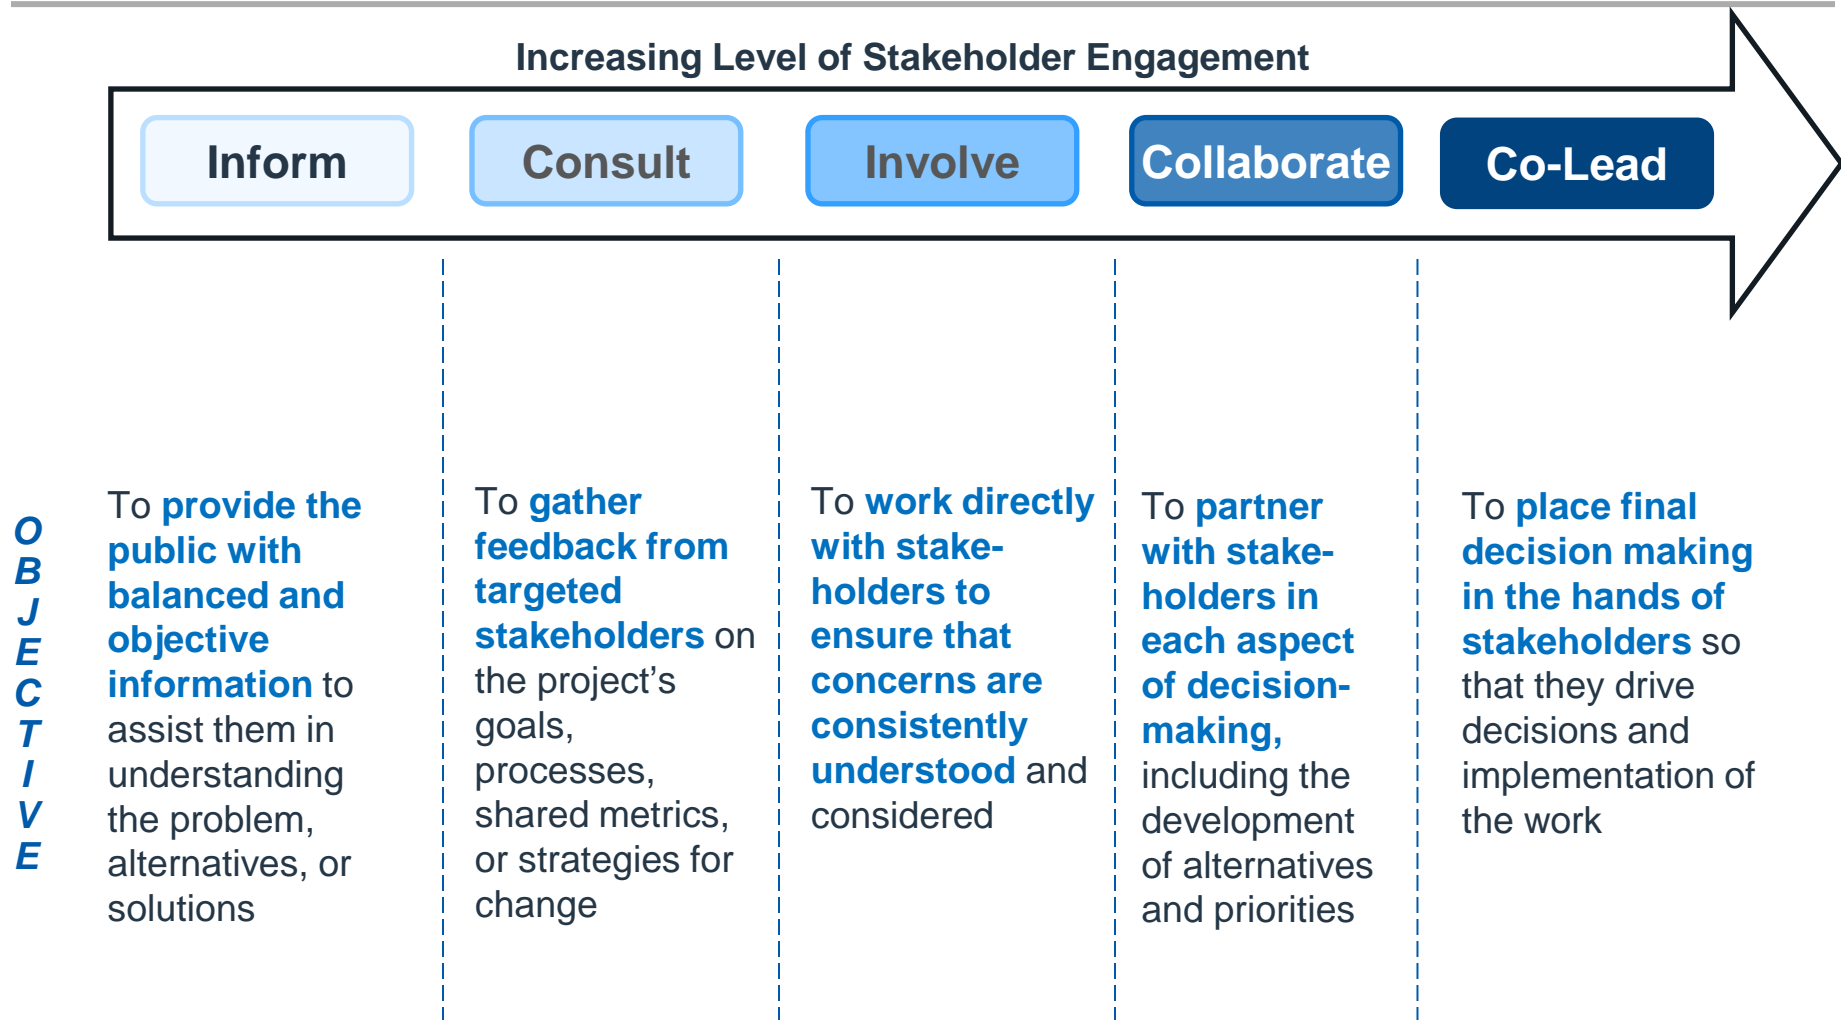 Increasing Level of Stakeholder Engagement
Inform
Consult
Involve
Collaborate
Co-Lead
O
B
J
E
C
T
I
V
E
To provide the
public with
balanced and
objective
information to
assist them in
understanding
the problem,
alternatives, or
solutions
To gather
feedback from
targeted
stakeholders on
the project’s
goals,
processes,
shared metrics,
or strategies for
change
To work directly
with stake-
holders to
ensure that
concerns are
consistently
understood and
considered
To partner
with stake-
holders in
each aspect
of decision-
making,
including the
development
of alternatives
and priorities
To place final
decision making
in the hands of
stakeholders so
that they drive
decisions and
implementation of
the work